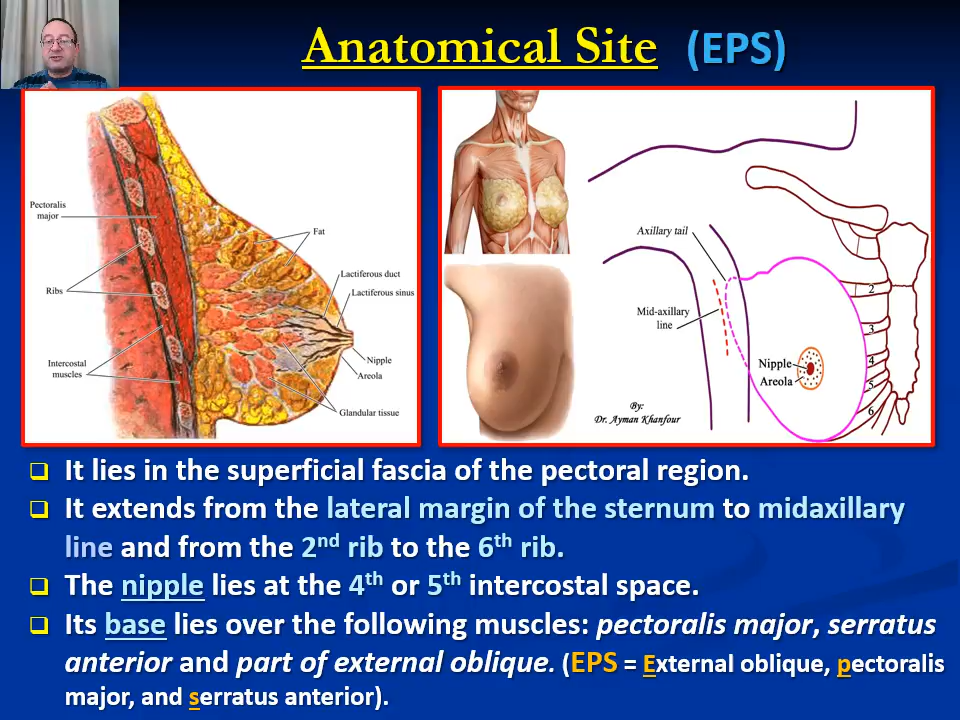 Anatomical Site (EPS)
Pectoralis
major
Ribs
Intercostal
muscles
Fat
Lactiferous duct
Lactiferous sinus
Nipple
Areola
Glandular tissue
Axillary tail
Mid-axillary
line
Nipple
Areola
2
3
4
5
6
By:
Dr. Ayman Khanfour
❑ It lies in the superficial fascia of the pectoral region.
❑ It extends from the lateral margin of the sternum to midaxillary
line and from the 2nd rib to the 6th rib.
❑ The nipple lies at the 4th or 5th intercostal space.
❑ Its base lies over the following muscles: pectoralis major, serratus
anterior and part of external oblique. (EPS = External oblique, pectoralis
major, and serratus anterior).